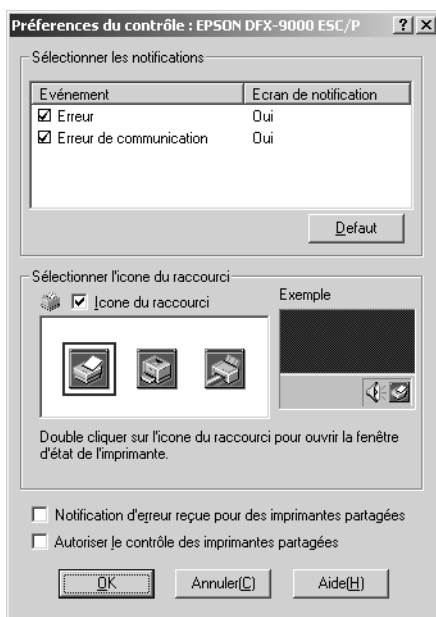 Préferences du contrôle : EPSON DFX-9000 ESC/P
Sélectionner les notifications
Evénement Ecran de notification
Erreur Oui
Erreur de communication Oui
Defaut
Sélectionner l'icone du raccourci
Icone du raccourci
Exemple
Double cliquer sur l'icone du raccourci pour ouvrir la fenêtre
d'état de l'imprimante.
Notification d'erreur reçue pour des imprimantes partagées
Autoriser le contrôle des imprimantes partagées
OK Annuler(C) Aide(H)